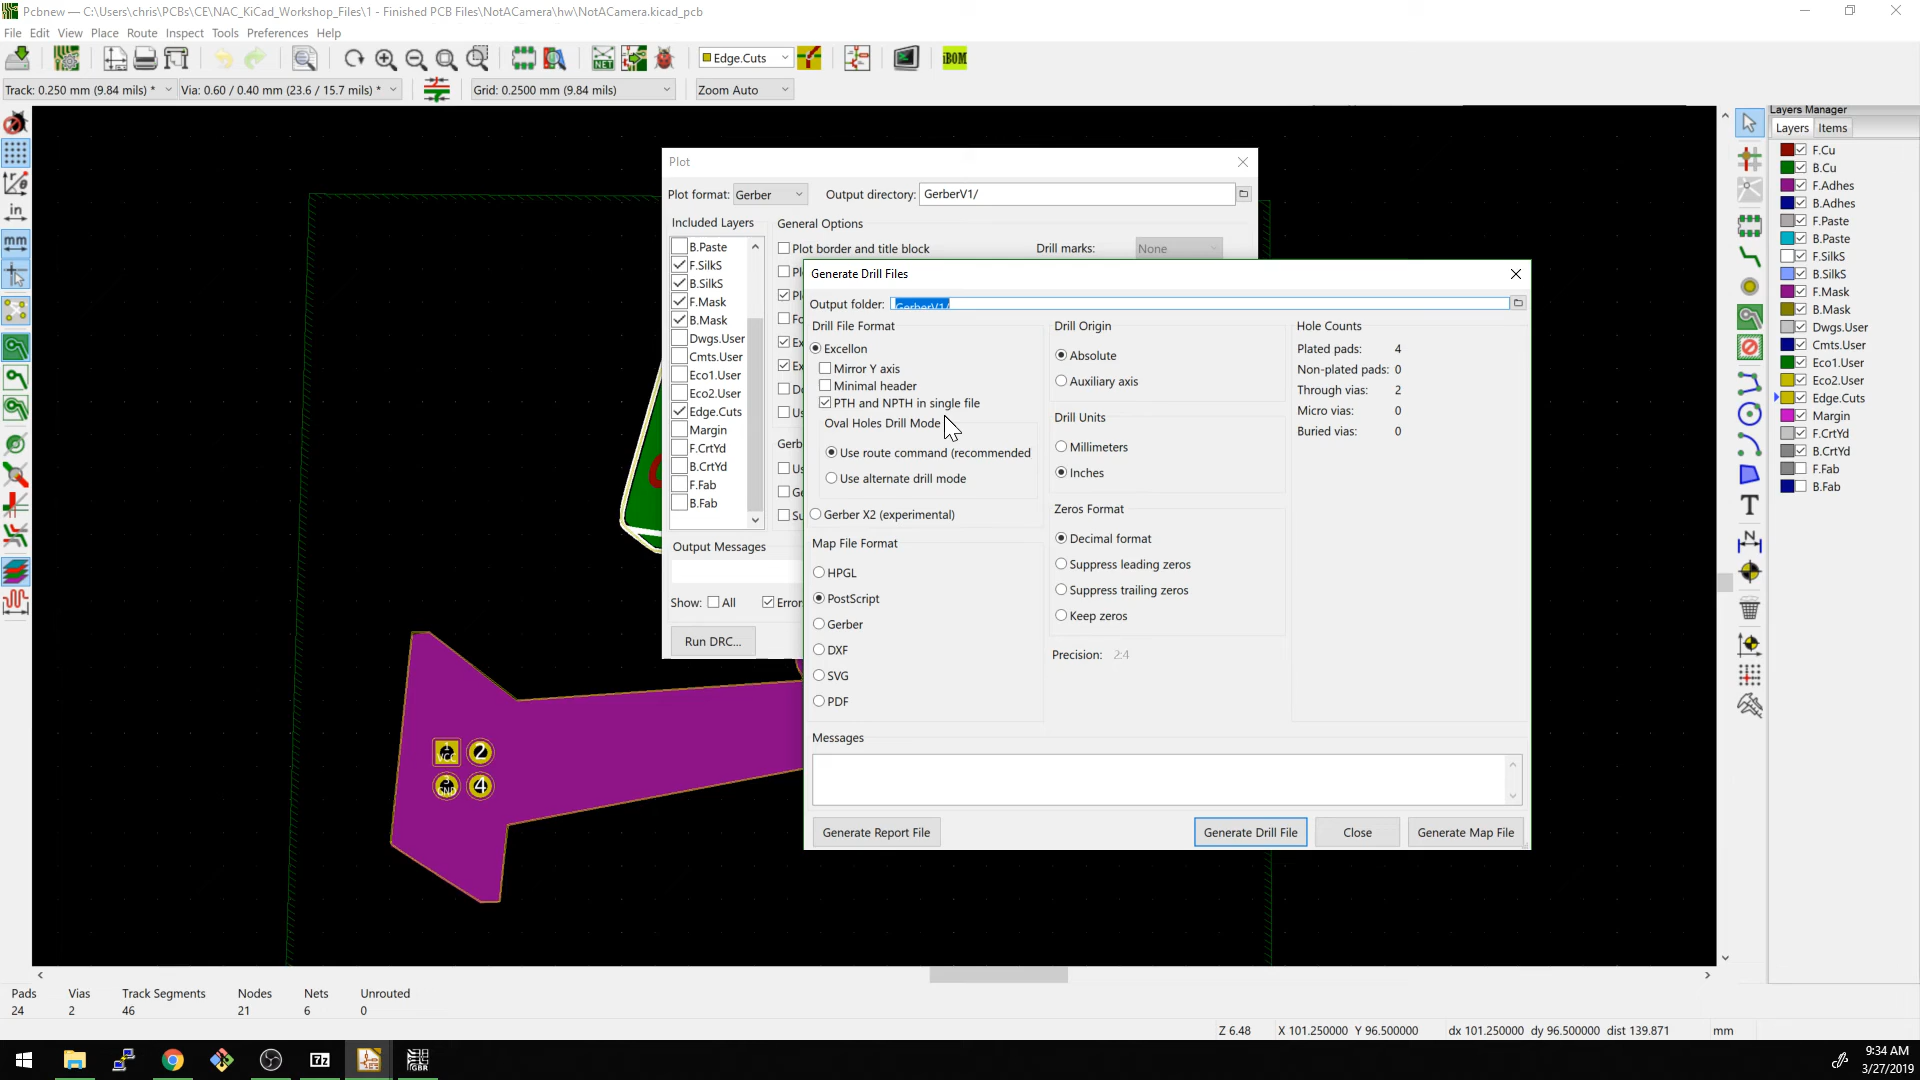 Pcbnew — C:\Users\chris\PCBs\CE\NAC_KiCad_Workshop_Files\1 - Finished PCB Files\NotACamera\hw\NotACamera.kicad_pcb
File Edit View Place Route Inspect Tools Preferences Help
NET
Edge.Cuts
iBOM
Track: 0.250 mm (9.84 mils) *
Via: 0.60 / 0.40 mm (23.6 / 15.7 mils) *
Grid: 0.2500 mm (9.84 mils)
Zoom Auto
in
mm
Layers Manager
Layers Items
F.Cu
B.Cu
F.Adhes
B.Adhes
F.Paste
B.Paste
F.SilkS
B.SilkS
F.Mask
B.Mask
Dwgs.User
Cmts.User
Eco1.User
Eco2.User
Edge.Cuts
Margin
F.CrtYd
B.CrtYd
F.Fab
B.Fab
T
N
Plot
Plot format: Gerber
Output directory: GerberV1/
Included Layers
B.Paste
F.SilkS
B.SilkS
F.Mask
B.Mask
Dwgs.User
Cmts.User
Eco1.User
Eco2.User
Edge.Cuts
Margin
F.CrtYd
B.CrtYd
F.Fab
B.Fab
General Options
Plot border and title block
Drill marks: None
Output Messages
Show: All
Run DRC...
Generate Drill Files
Output folder: GerberV1/
Drill File Format
Excellon
Mirror Y axis
Minimal header
PTH and NPTH in single file
Oval Holes Drill Mode
Use route command (recommended
Use alternate drill mode
Gerber X2 (experimental)
Map File Format
HPGL
PostScript
Gerber
DXF
SVG
PDF
Drill Origin
Absolute
Auxiliary axis
Drill Units
Millimeters
Inches
Zeros Format
Decimal format
Suppress leading zeros
Suppress trailing zeros
Keep zeros
Precision: 2:4
Hole Counts
Plated pads: 4
Non-plated pads: 0
Through vias: 2
Micro vias: 0
Buried vias: 0
Messages
Generate Report File
Generate Drill File
Close
Generate Map File
1
VCC
2
3
GND
4
Pads Vias Track Segments Nodes Nets Unrouted
24 2 46 21 6 0
Z 6.48
X 101.250000 Y 96.500000
dx 101.250000 dy 96.500000 dist 139.871
mm
7z
GBR
9:34 AM
3/27/2019